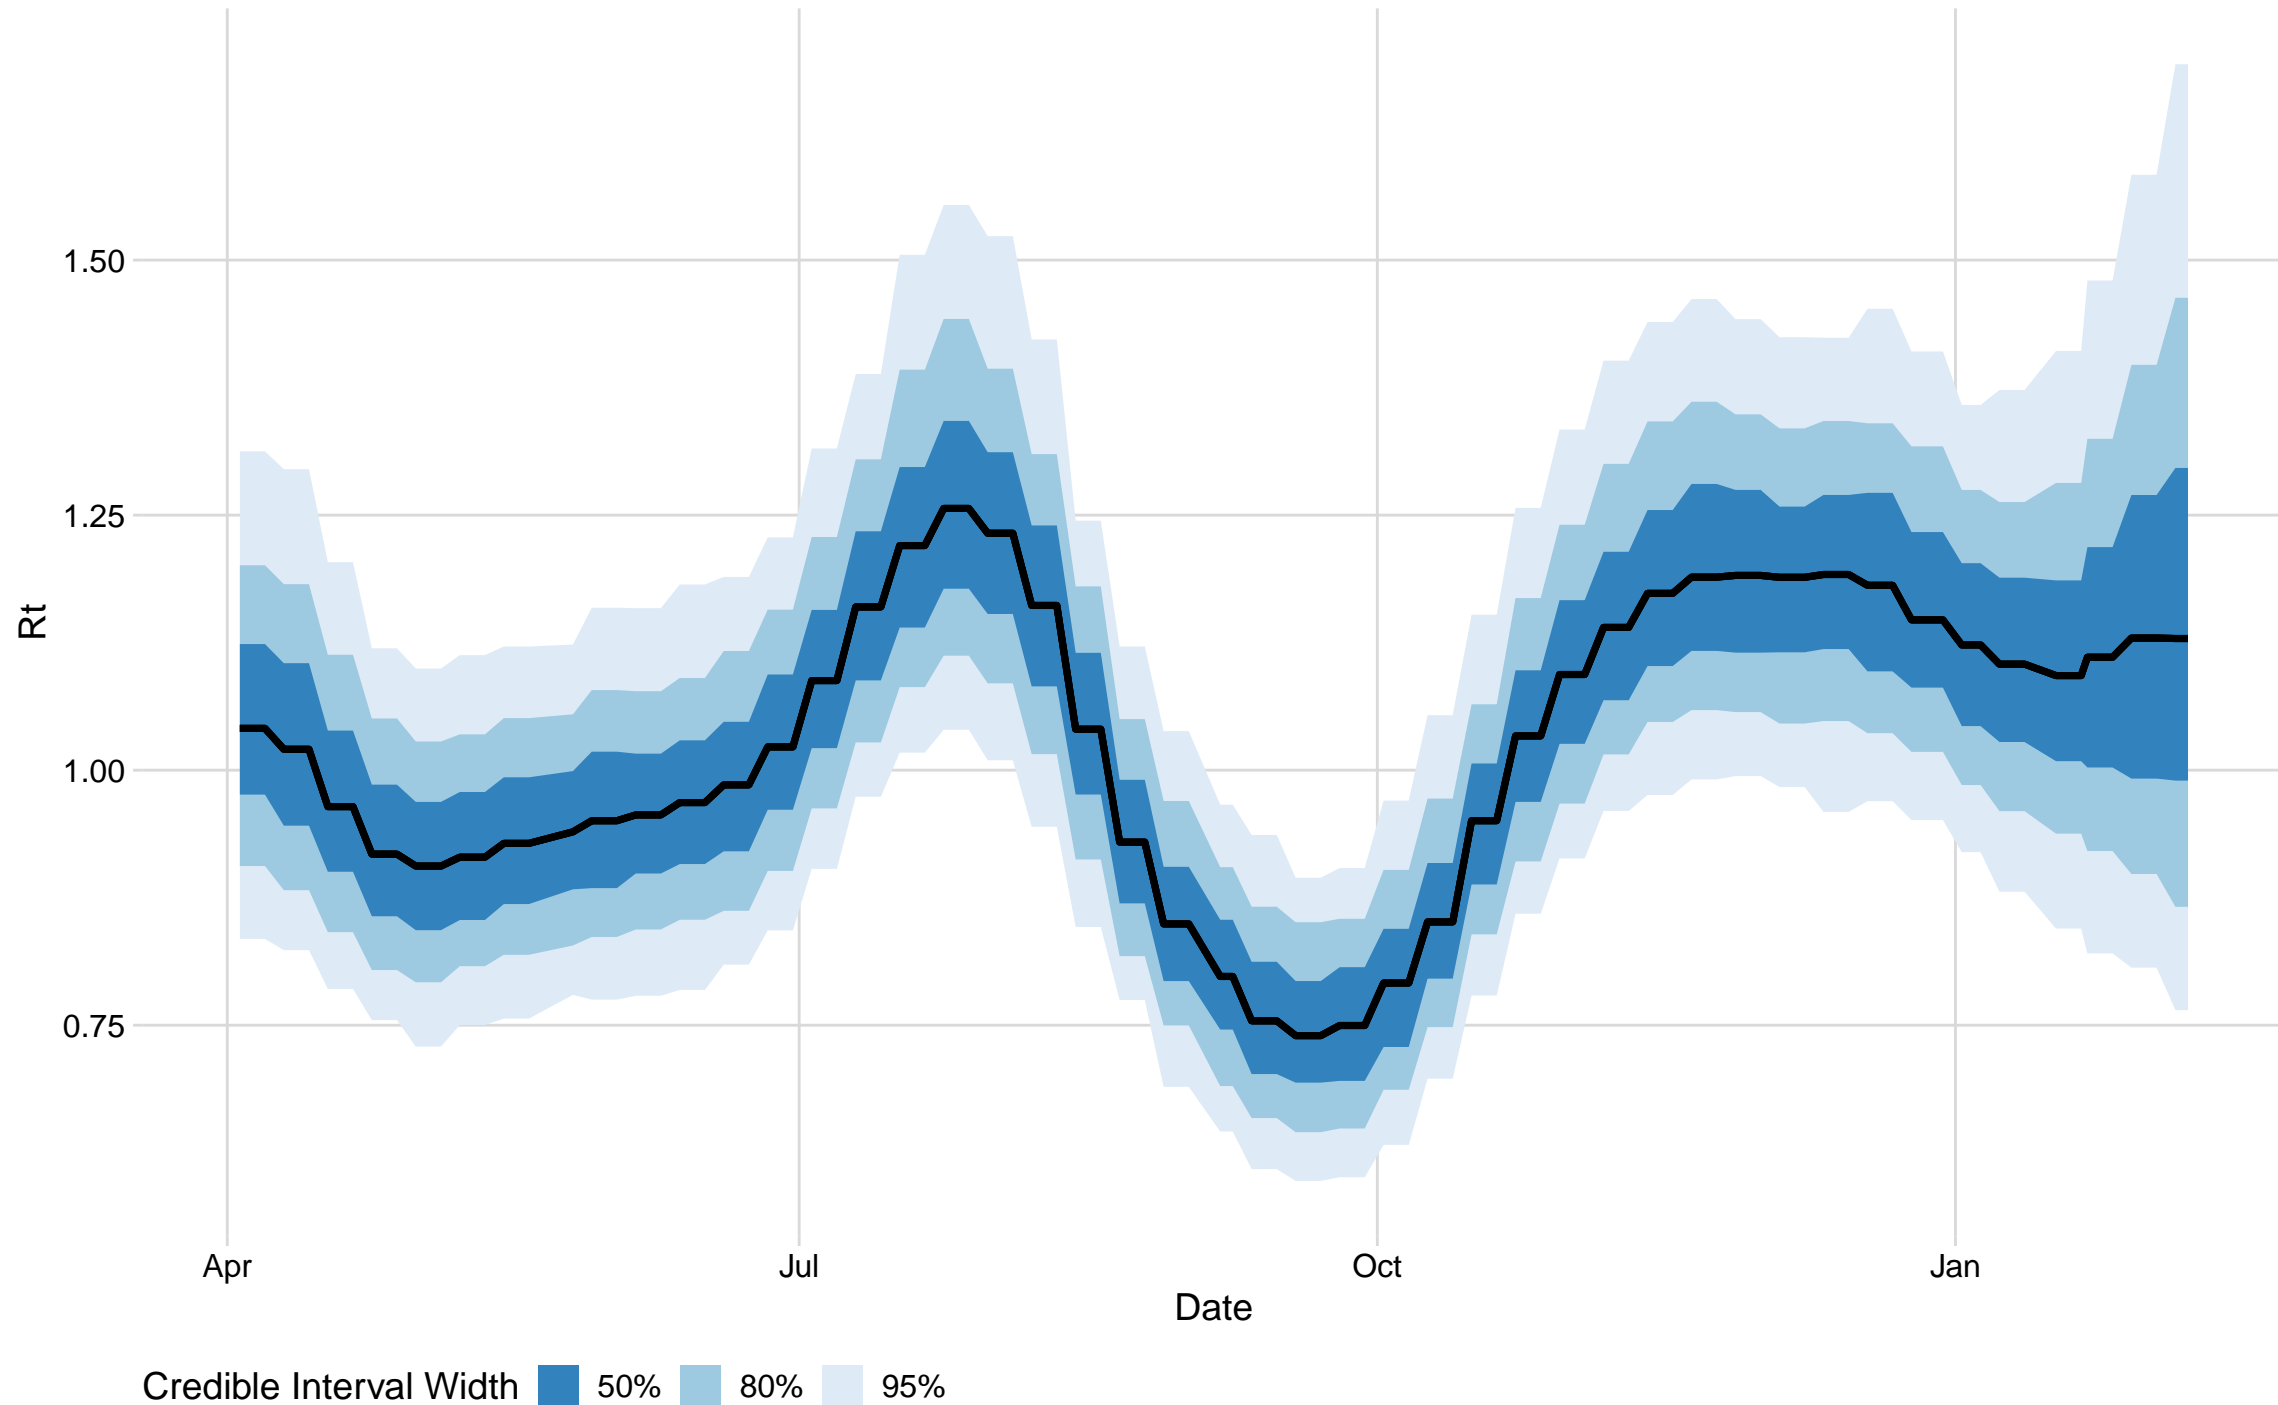 1.50
1.25
Rt
1.00
0.75
Apr Jul Oct Jan
Date
Credible Interval Width 50% 80% 95%